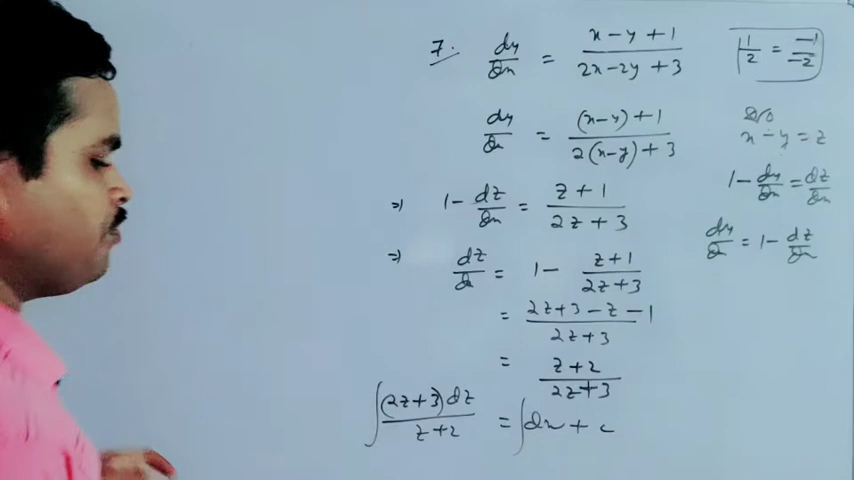 7. dy/dx = (x-y+1)/(2x-2y+3)
1/2 = -1/-2
dy/dx = ((x-y)+1)/(2(x-y)+3)
x-y=z
⇒ 1 - dz/dx = (z+1)/(2z+3)
1 - dy/dx = dz/dx
dy/dx = 1 - dz/dx
⇒ dz/dx = 1 - (z+1)/(2z+3)
= (2z+3-z-1)/(2z+3)
= (z+2)/(2z+3)
∫ (2z+3)dz/(z+2) = ∫dx + c